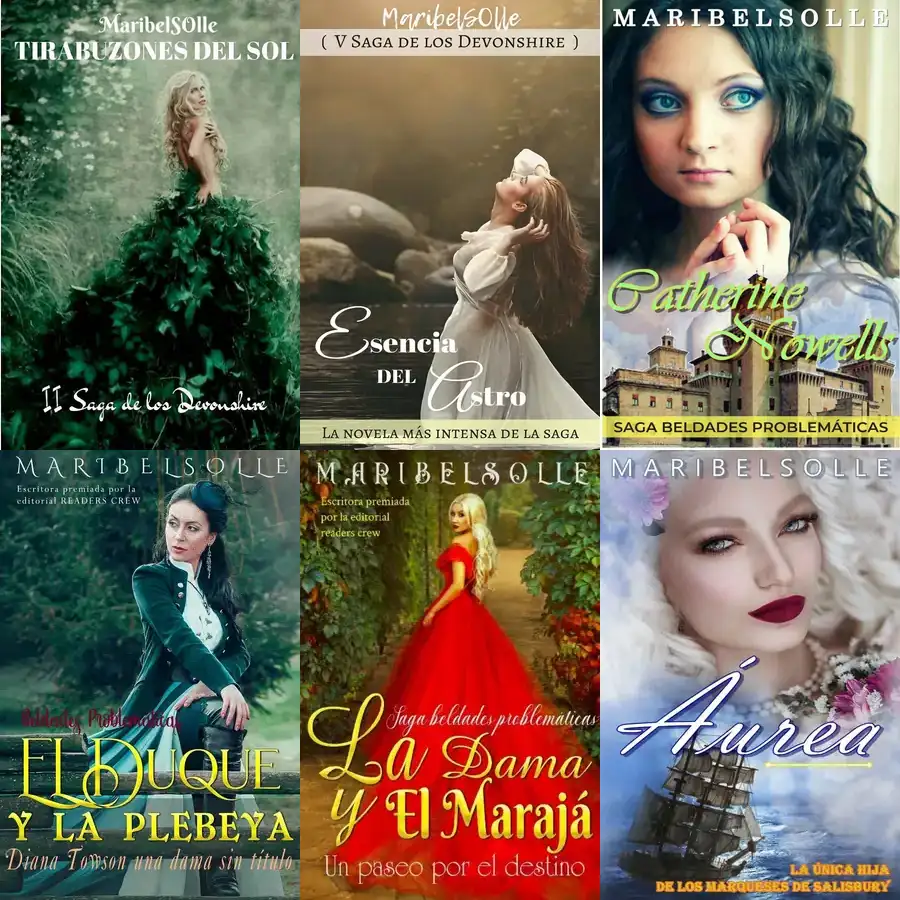 MaribelSOlle
TIRABUZONES DEL SOL
II Saga de los Devonshire
MaribelSOlle
( V Saga de los Devonshire )
Esencia
del
Astro
La novela más intensa de la saga
MARIBELSOLLE
Catherine
Nowells
SAGA BELDADES PROBLEMÁTICAS
MARIBELSOLLE
Escritora premiada por la
editorial READERS CREW
Beldades Problemáticas
El Duque
y la plebeya
Diana Towson una dama sin título
MARIBELSOLLE
Escritora premiada
por la editorial
readers crew
Saga beldades problemáticas
La Dama
y El Marajá
Un paseo por el destino
MARIBELSOLLE
Áurea
LA ÚNICA HIJA
DE LOS MARQUESES DE SALISBURY